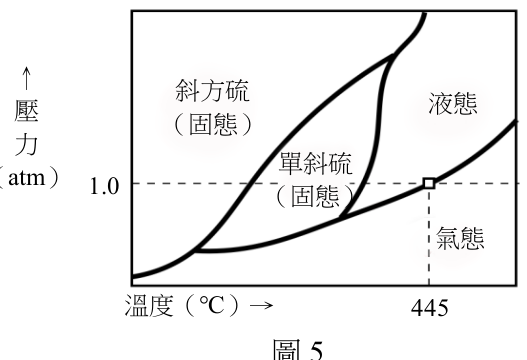 斜方硫
（固態）
液態
↑
壓
力
（atm）
單斜硫
（固態）
1.0
氣態
溫度（℃）→
445
圖 5